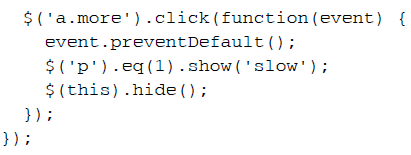 $('a.more').click(function(event) {
event.preventDefault();
$('p').eq(1).show('slow');
$(this).hide();
});
});